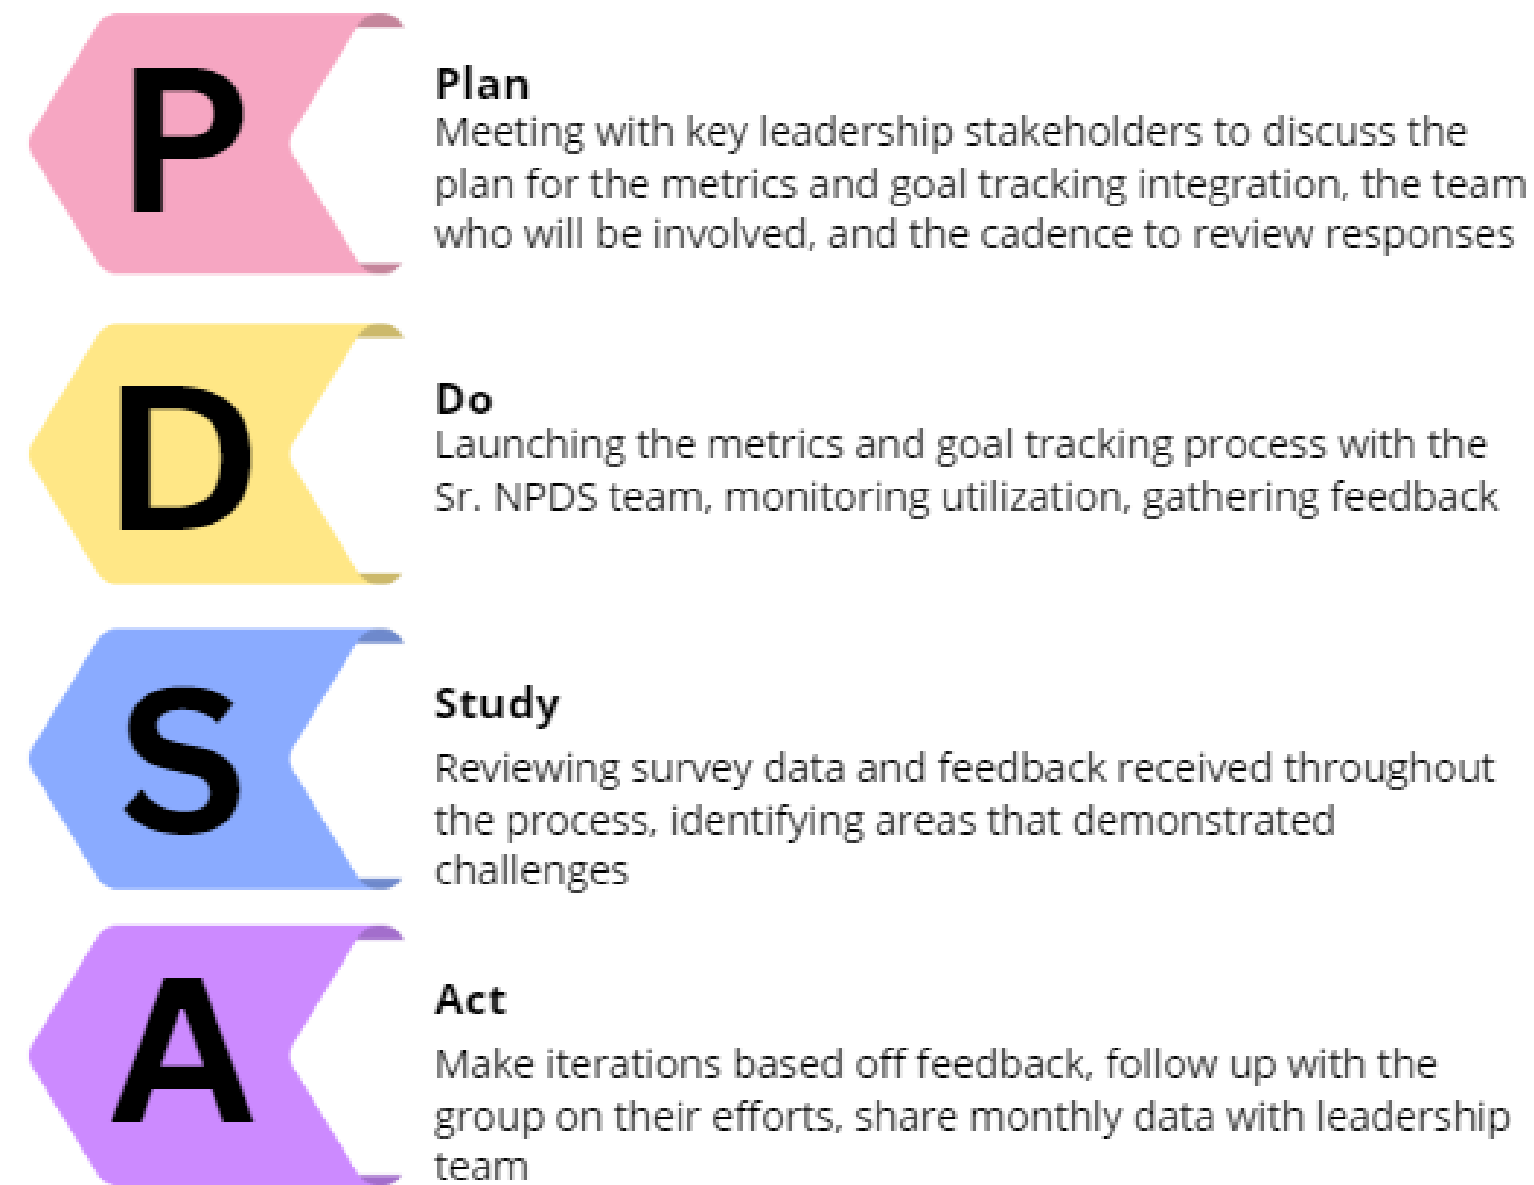 P
Plan
Meeting with key leadership stakeholders to discuss the
plan for the metrics and goal tracking integration, the team
who will be involved, and the cadence to review responses
D
Do
Launching the metrics and goal tracking process with the
Sr. NPDS team, monitoring utilization, gathering feedback
S
Study
Reviewing survey data and feedback received throughout
the process, identifying areas that demonstrated
challenges
A
Act
Make iterations based off feedback, follow up with the
group on their efforts, share monthly data with leadership
team